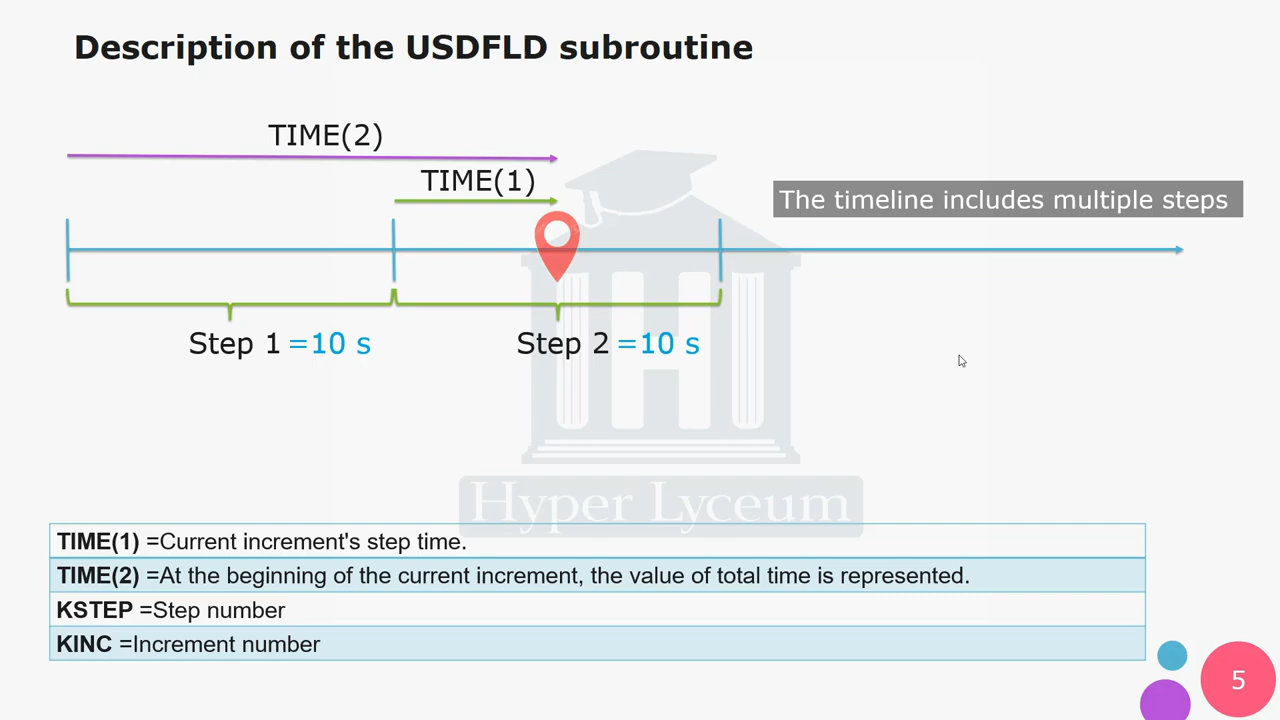 Description of the USDFLD subroutine
TIME(2)
TIME(1)
The timeline includes multiple steps
Step 1 =10 s
Step 2 =10 s
Hyper Lyceum
TIME(1) =Current increment's step time.
TIME(2) =At the beginning of the current increment, the value of total time is represented.
KSTEP =Step number
KINC =Increment number
5